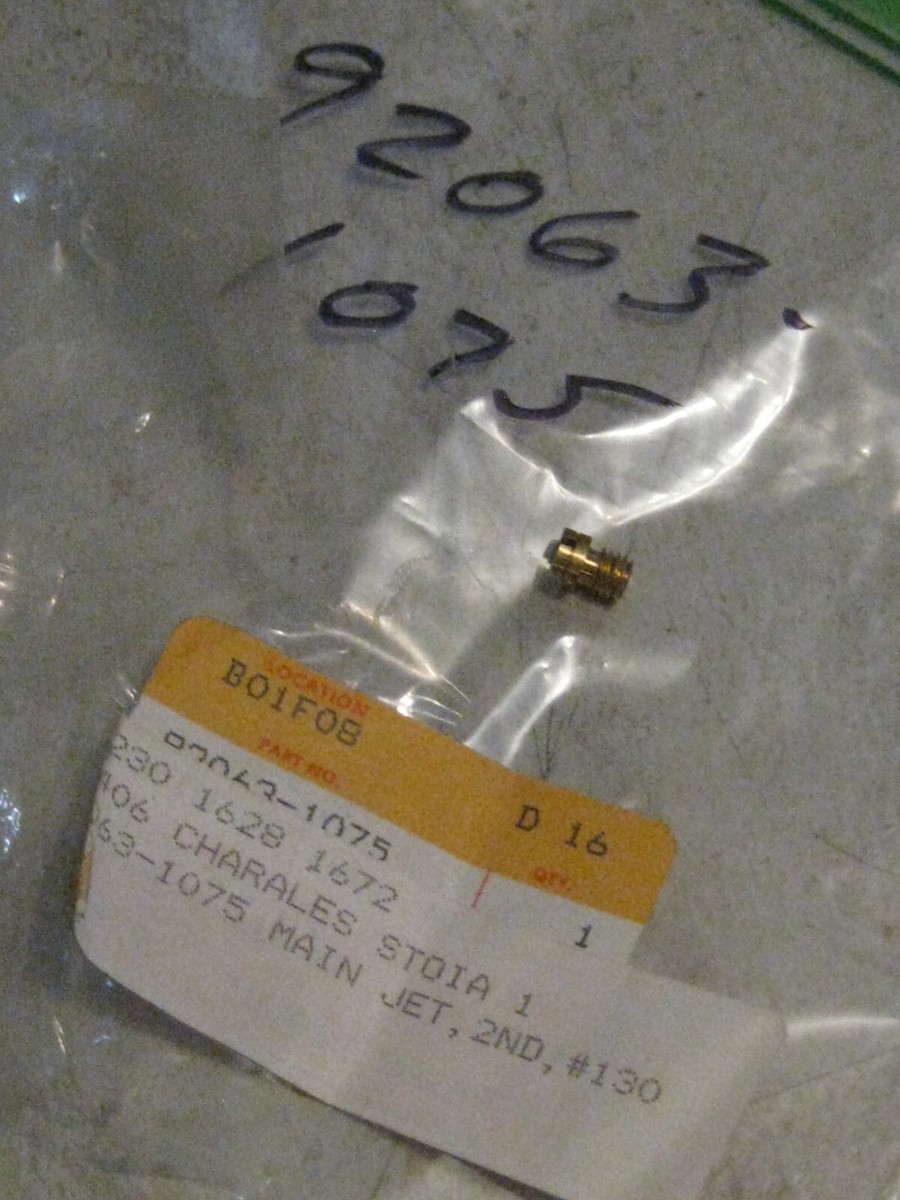 92063.
1075
LOCATION
B01F08
D 16
PART NO.
QTY.
92063-1075
1
230 1628 1672
406 CHARALES STOIA 1
63-1075 MAIN JET, 2ND, #130